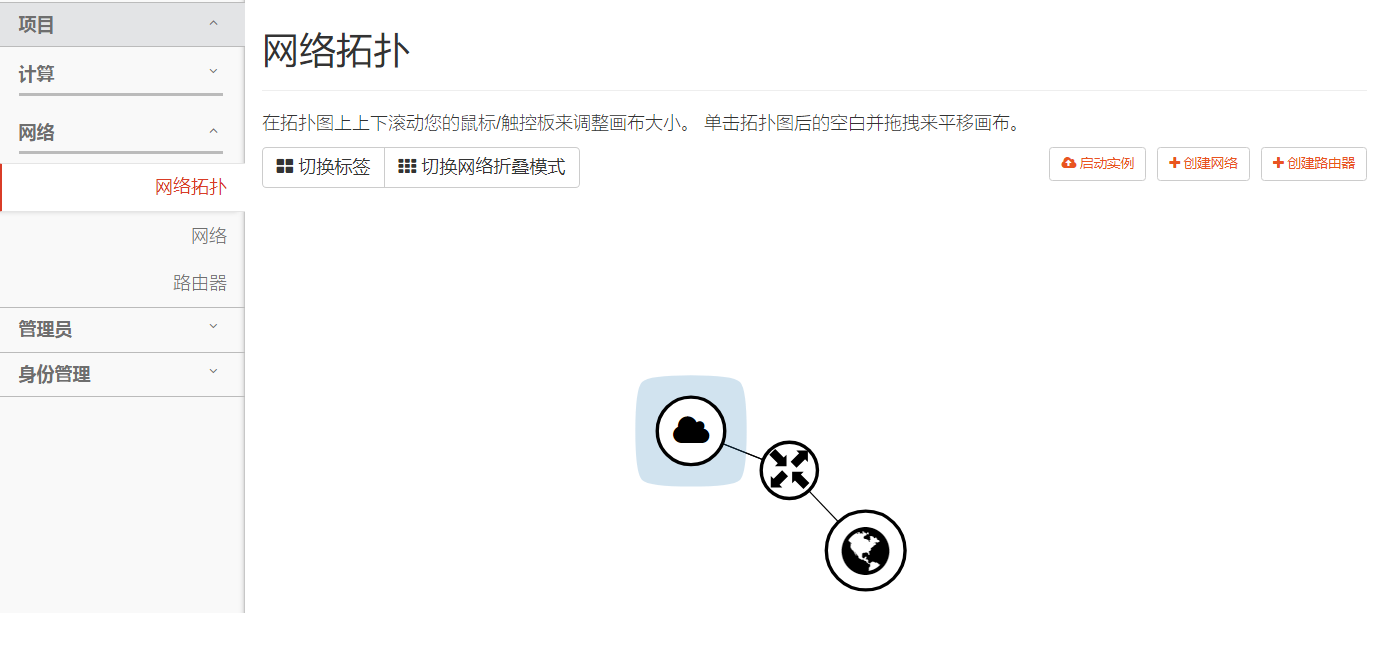 项目
计算
网络
网络拓扑
网络
路由器
管理员
身份管理
网络拓扑
在拓扑图上上下滚动您的鼠标/触控板来调整画布大小。 单击拓扑图后的空白并拖拽来平移画布。
切换标签 切换网络折叠模式 启动实例 创建网络 创建路由器